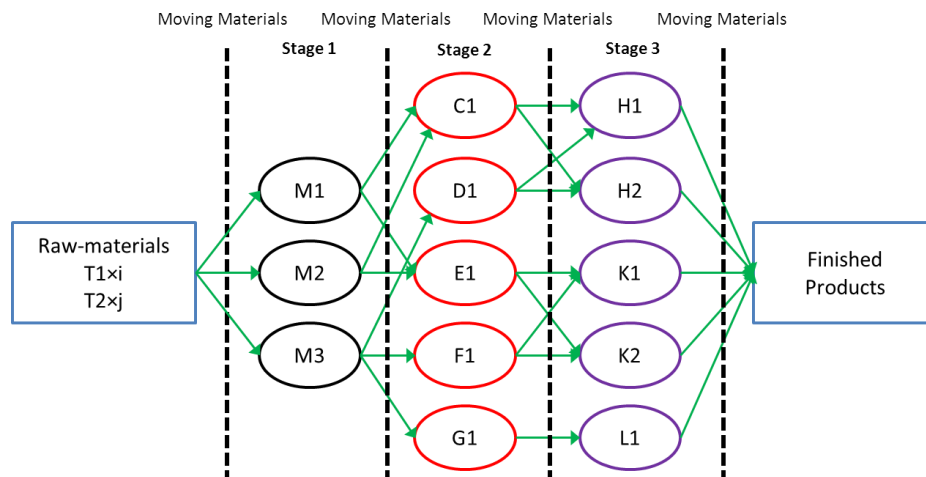 Moving Materials
Moving Materials
Moving Materials
Moving Materials
Stage 1
Stage 2
Stage 3
C1
H1
M1
D1
H2
Raw-materials
T1×i
T2×j
M2
E1
K1
Finished
Products
M3
F1
K2
G1
L1